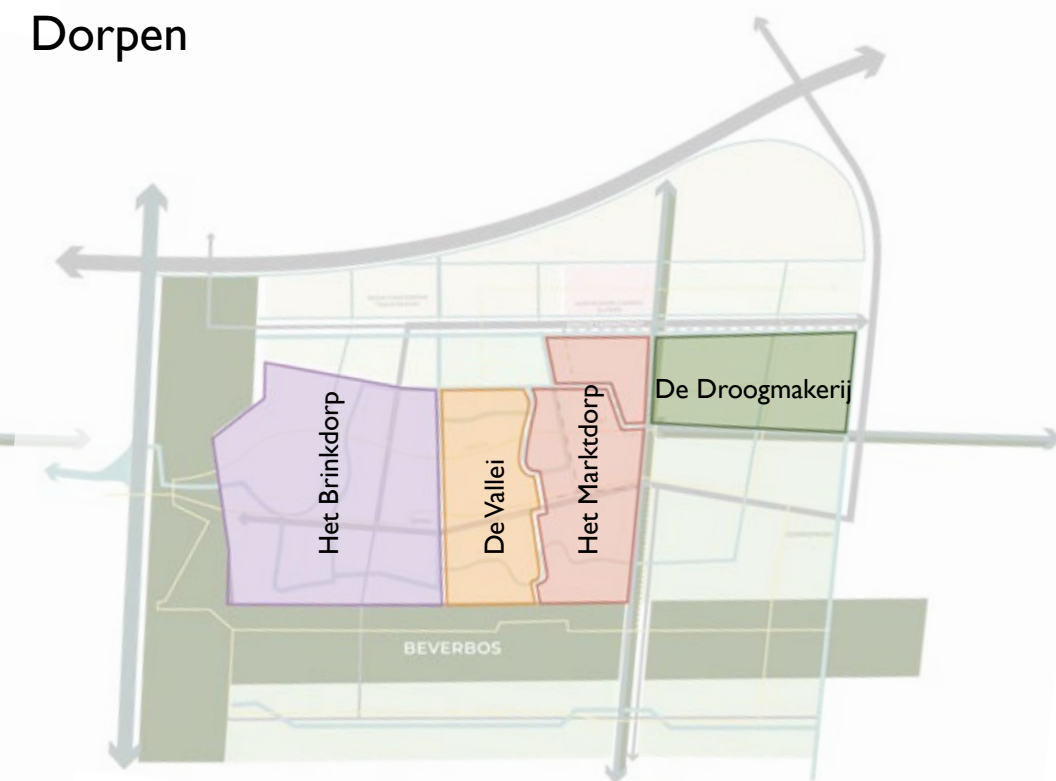 Dorpen
De Droogmakerij
Het Brinkdorp
De Vallei
Het Marktdorp
BEVERBOS